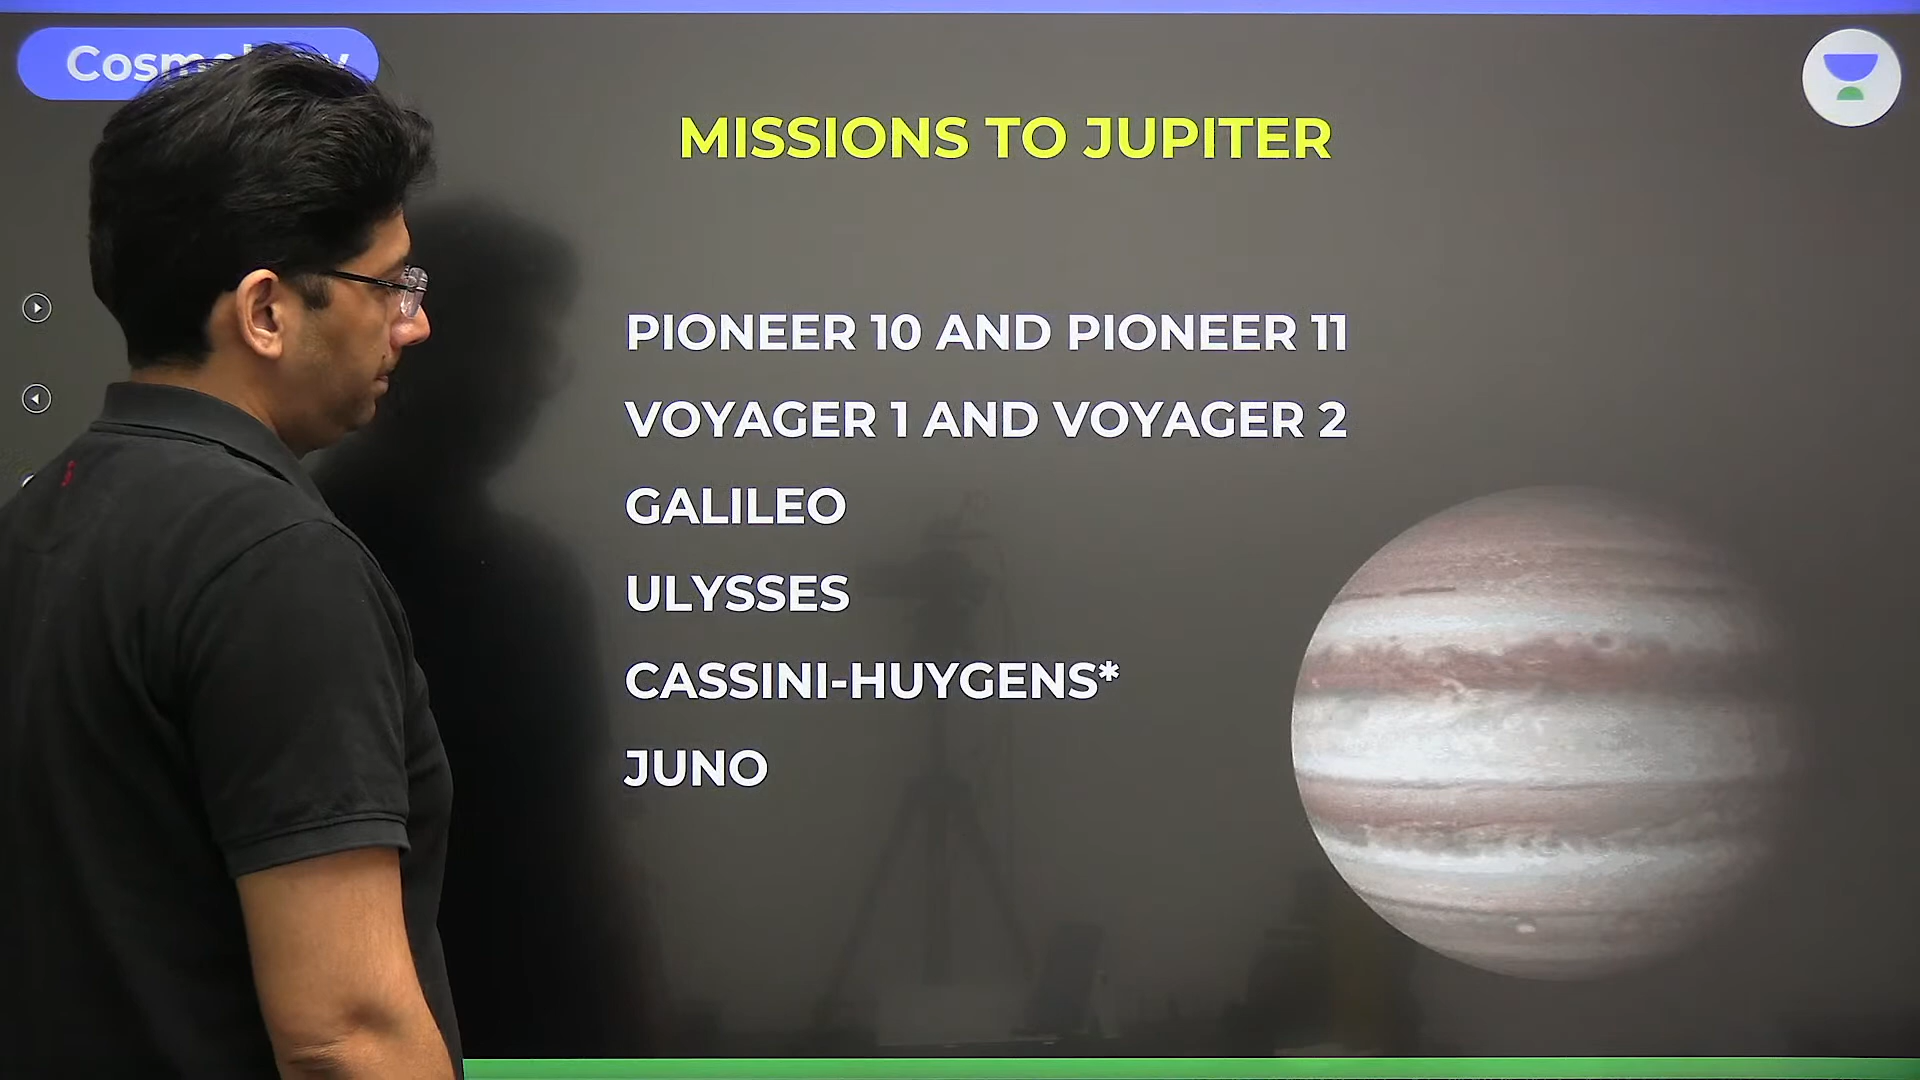 MISSIONS TO JUPITER
PIONEER 10 AND PIONEER 11
VOYAGER 1 AND VOYAGER 2
GALILEO
ULYSSES
CASSINI-HUYGENS*
JUNO